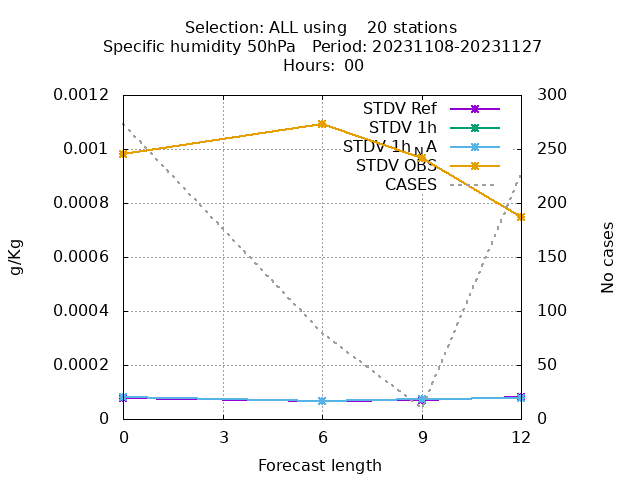 Selection: ALL using    20 stations
Specific humidity 50hPa   Period: 20231108-20231127
Hours:  00
0.0012
0.001
0.0008
0.0006
0.0004
0.0002
0
g/Kg
STDV Ref
STDV 1h
STDV 1h_NA
STDV OBS
CASES
300
250
200
150
100
50
0
No cases
0 3 6 9 12
Forecast length